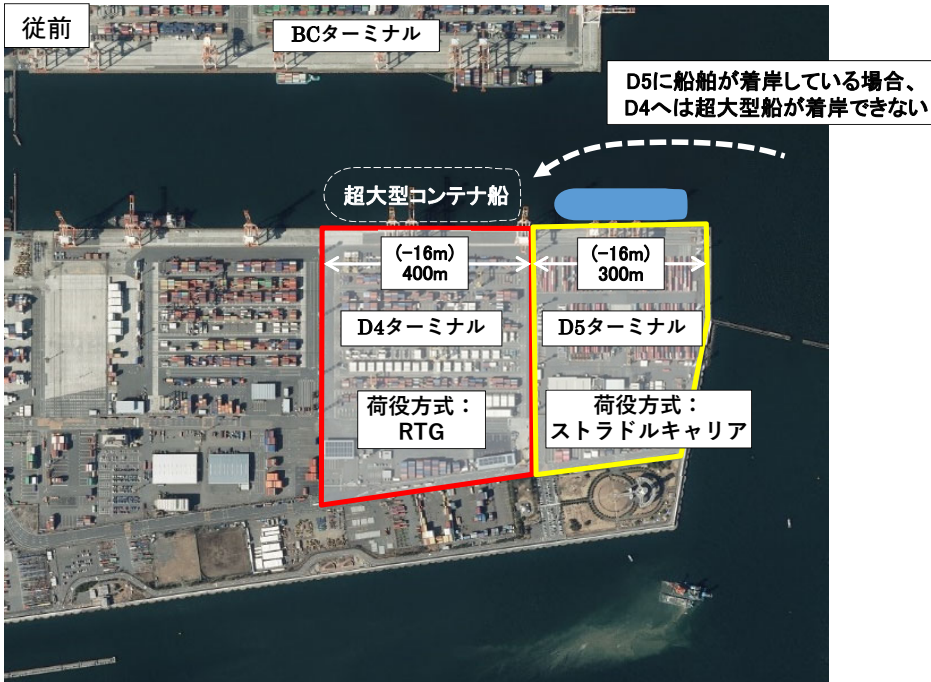 従前
BCターミナル
D5に船舶が着岸している場合、
D4へは超大型船が着岸できない
超大型コンテナ船
(-16m)
400m
(-16m)
300m
D4ターミナル
D5ターミナル
荷役方式：
RTG
荷役方式：
ストラドルキャリア